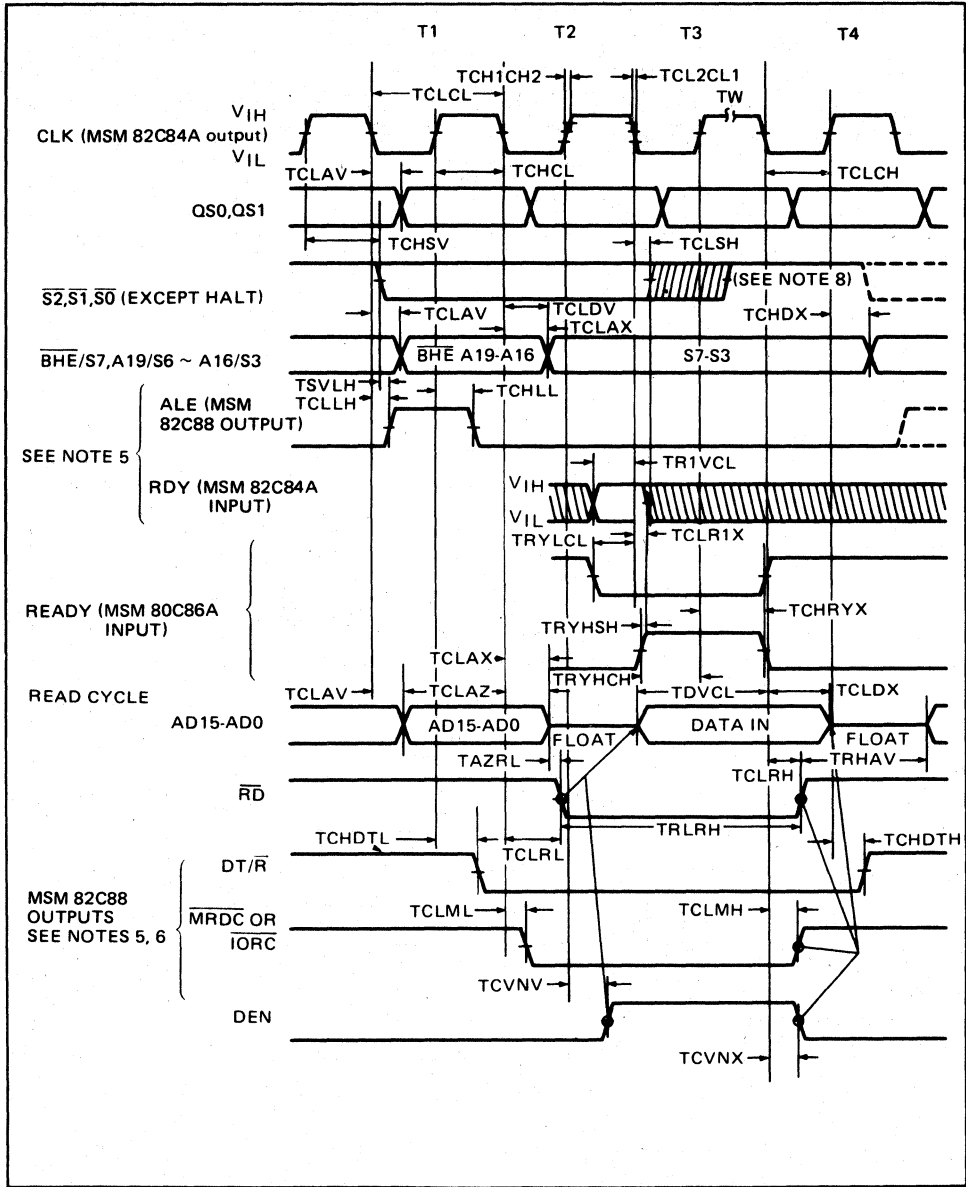 T1 T2 T3 T4
TCH1CH2 TCL2CL1
TCLCL TW
VIH
CLK (MSM 82C84A output)
VIL
TCLAV TCHCL TCLCH
QS0,QS1
TCHSV TCLSH
S2,S1,S0 (EXCEPT HALT) (SEE NOTE 8)
TCLDV
TCLAV TCLAX TCHDX
BHE/S7,A19/S6 ~ A16/S3 BHE A19-A16 S7-S3
TSVLH
TCLLH TCHLL
ALE (MSM
82C88 OUTPUT)
SEE NOTE 5
TR1VCL
RDY (MSM 82C84A
INPUT)
VIH
VIL
TRYLCL TCLR1X
READY (MSM 80C86A
INPUT)
TCHRYX
TRYHSH
TCLAX
TRYHCH
READ CYCLE
TCLAV TCLAZ TDVCL TCLDX
AD15-AD0 AD15-AD0 FLOAT DATA IN FLOAT
TAZRL TCLRH TRHAV
RD
TRLRH
TCHDTL TCLRL TCHDTH
DT/R
MSM 82C88
OUTPUTS
SEE NOTES 5, 6
TCLML TCLMH
MRDC OR
IORC
TCVNV
DEN
TCVNX